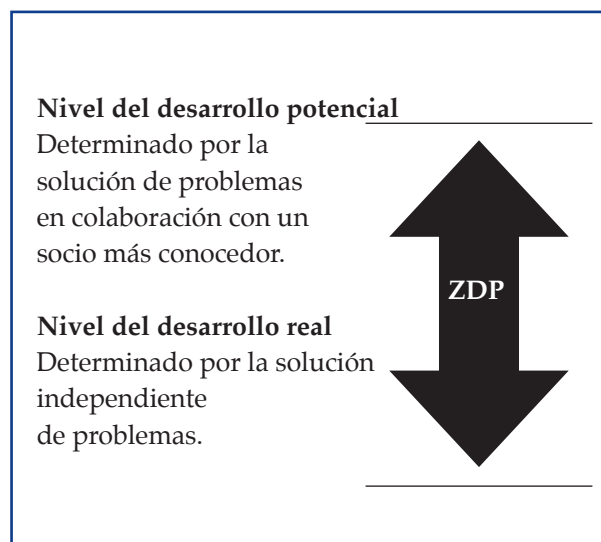 Nivel del desarrollo potencial
Determinado por la
solución de problemas
en colaboración con un
socio más conocedor.
ZDP
Nivel del desarrollo real
Determinado por la solución
independiente
de problemas.